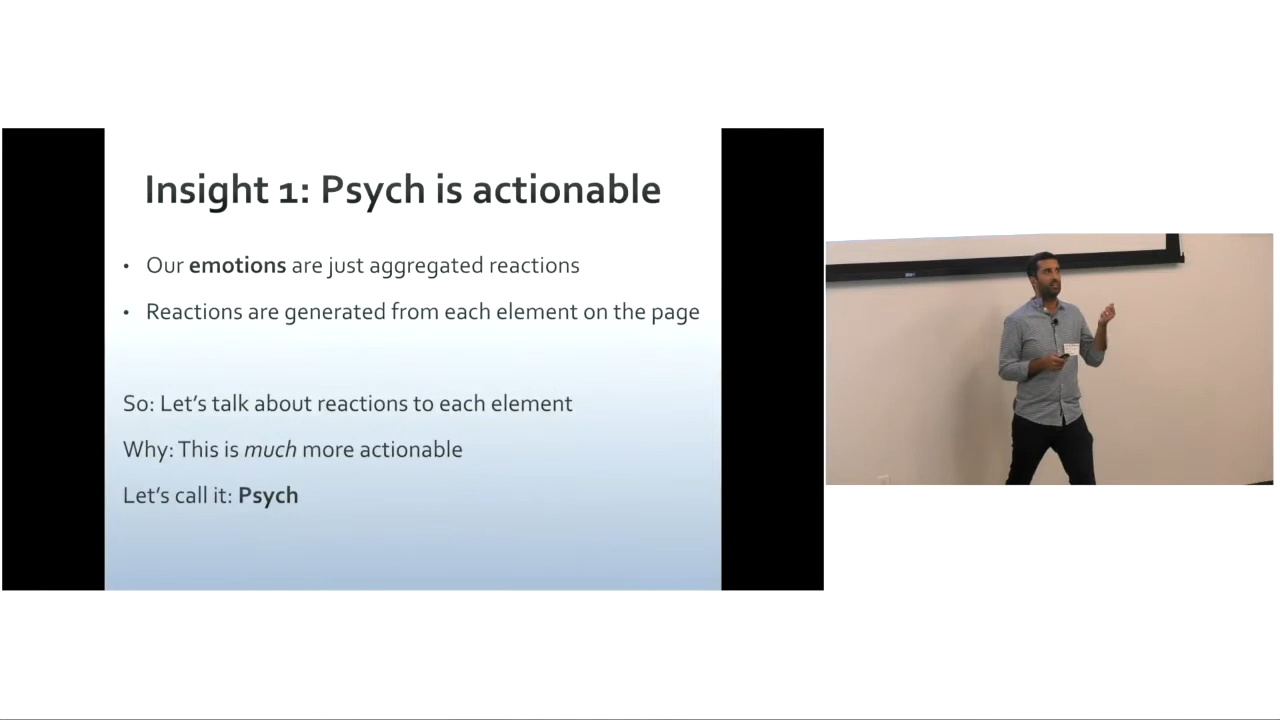 Insight 1: Psych is actionable
• Our emotions are just aggregated reactions
• Reactions are generated from each element on the page
So: Let's talk about reactions to each element
Why: This is much more actionable
Let's call it: Psych